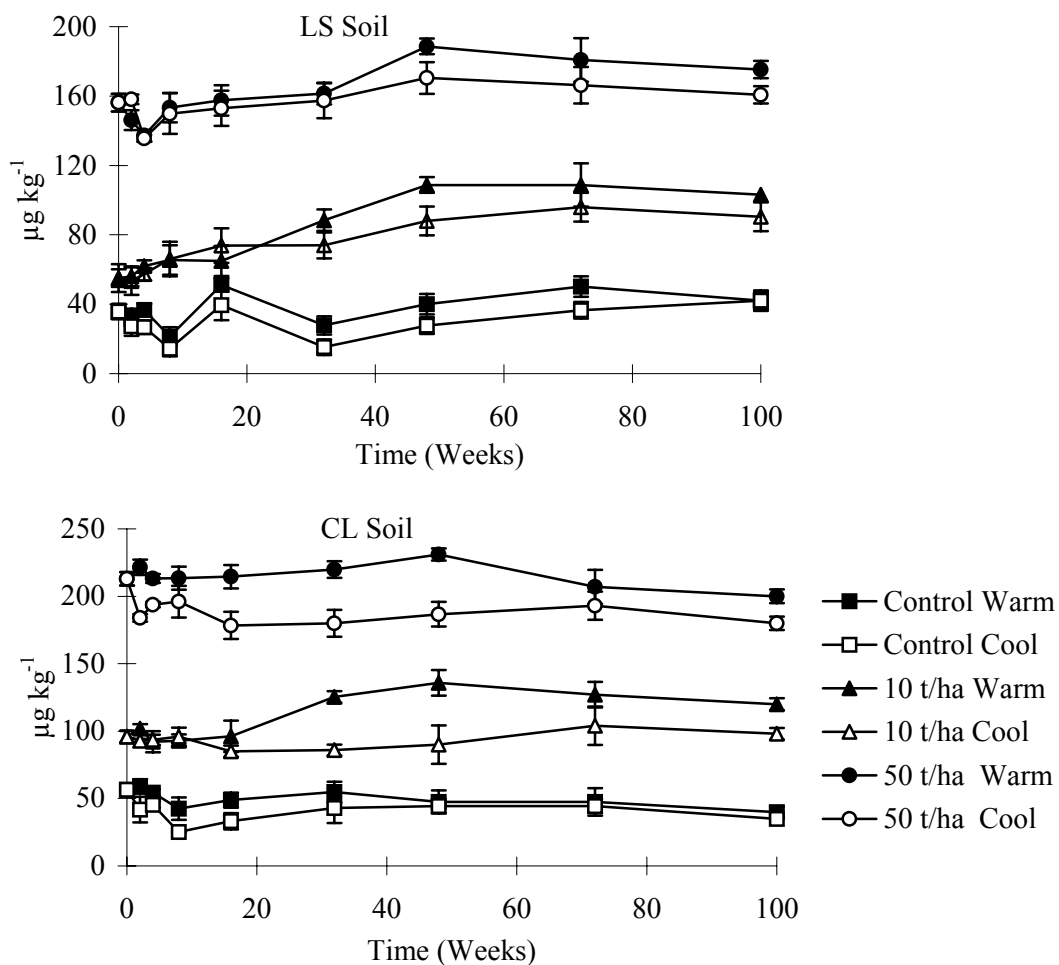 LS Soil
200
160
120
80
40
0
µg kg-1
0 20 40 60 80 100
Time (Weeks)
CL Soil
250
200
150
100
50
0
µg kg-1
0 20 40 60 80 100
Time (Weeks)
Control Warm
Control Cool
10 t/ha Warm
10 t/ha Cool
50 t/ha Warm
50 t/ha Cool